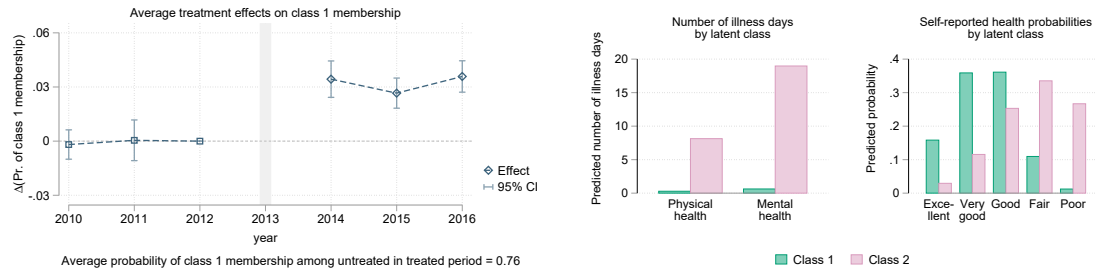 Average treatment effects on class 1 membership
Δ(Pr. of class 1 membership)
.06
.03
0
-.03
2010 2011 2012 2013 2014 2015 2016
year
Effect
95% CI
Average probability of class 1 membership among untreated in treated period = 0.76
Number of illness days
by latent class
Predicted number of illness days
20
15
10
5
0
Physical
health
Mental
health
Self-reported health probabilities
by latent class
Predicted probability
.4
.3
.2
.1
0
Exce-
llent
Very
good
Good
Fair
Poor
Class 1
Class 2